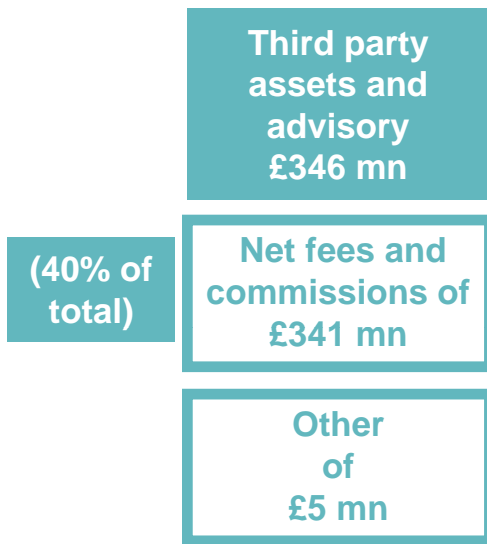 Third party
assets and
advisory
£346 mn
(40% of
total)
Net fees and
commissions of
£341 mn
Other
of
£5 mn